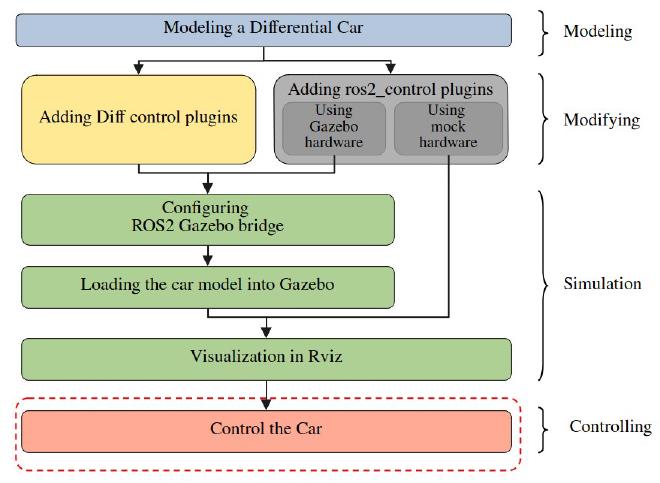 Modeling a Differential Car
Modeling
Adding Diff control plugins
Adding ros2_control plugins
Using
Gazebo
hardware
Using
mock
hardware
Modifying
Configuring
ROS2 Gazebo bridge
Loading the car model into Gazebo
Simulation
Visualization in Rviz
Control the Car
Controlling